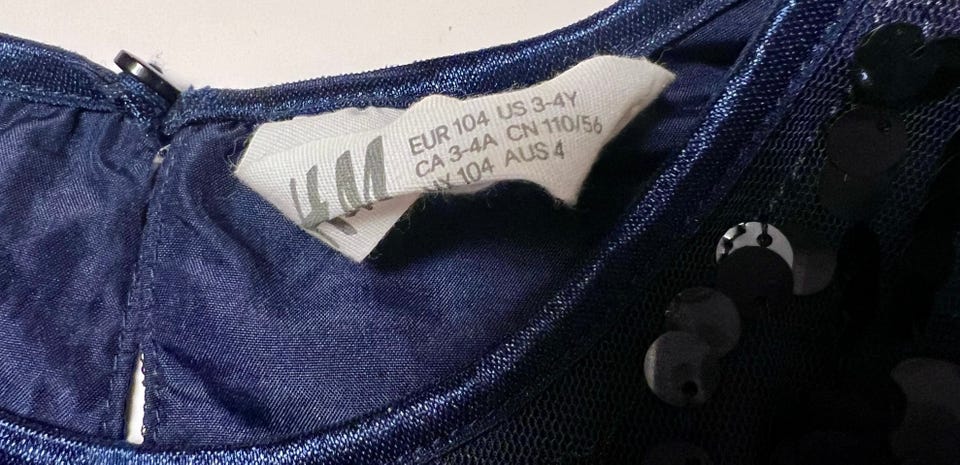 H&M
EUR 104 US 3-4Y
CA 3-4A CN 110/56
104 AUS 4